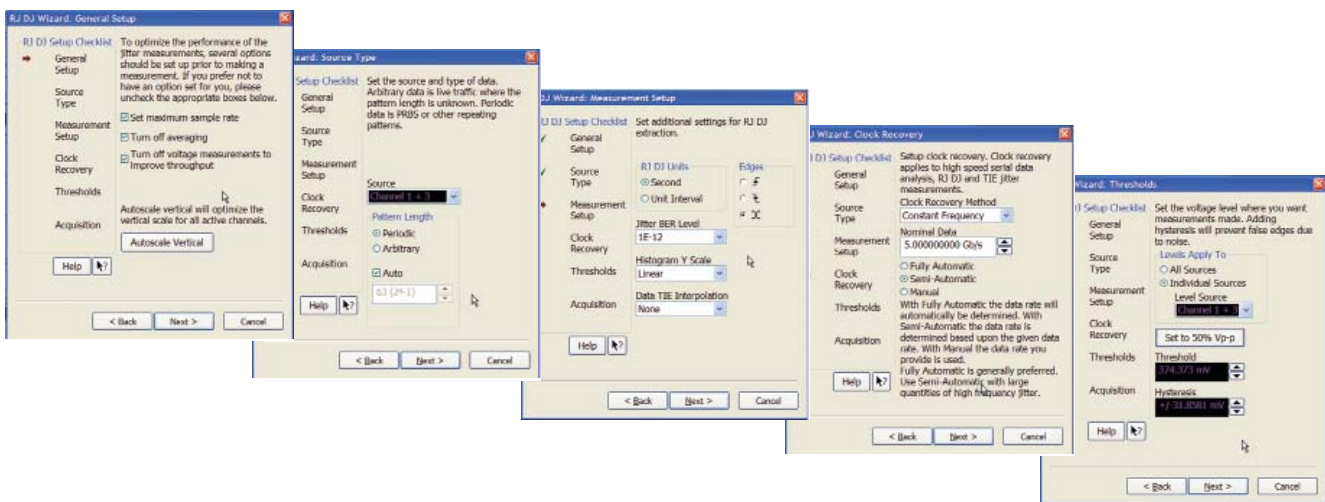 RJ DJ Wizard: General Setup
RJ DJ Setup Checklist
General
Setup
Source
Type
Measurement
Setup
Clock
Recovery
Thresholds
Acquisition
To optimize the performance of the
jitter measurements, several options
should be set up prior to making a
measurement. If you prefer not to
have an option set for you, please
uncheck the appropriate boxes below.
Set maximum sample rate
Turn off averaging
Turn off voltage measurements to
improve throughput
Autoscale vertical will optimize the
vertical scale for all active channels.
Autoscale Vertical
Help
< Back Next > Cancel
izard: Source Type
Setup Checklist
General
Setup
Source
Type
Measurement
Setup
Clock
Recovery
Thresholds
Acquisition
Set the source and type of data.
Arbitrary data is live traffic where the
pattern length is unknown. Periodic
data is PRBS or other repeating
patterns.
Source
Channel 1 + 3
Pattern Length
Periodic
Arbitrary
Auto
Help
< Back Next > Cancel
DJ Wizard: Measurement Setup
RJ DJ Setup Checklist
General
Setup
Source
Type
Measurement
Setup
Clock
Recovery
Thresholds
Acquisition
Set additional settings for RJ DJ
extraction.
RJ DJ Units
Second
Unit Interval
Edges
Jitter BER Level
1E-12
Histogram Y Scale
Linear
Data TIE Interpolation
None
Help
< Back Next > Cancel
J Wizard: Clock Recovery
J DJ Setup Checklist
General
Setup
Source
Type
Measurement
Setup
Clock
Recovery
Thresholds
Acquisition
Setup clock recovery. Clock recovery
applies to high speed serial data
analysis, RJ DJ and TIE jitter
measurements.
Clock Recovery Method
Constant Frequency
Nominal Data
5.000000000 Gb/s
Fully Automatic
Semi-Automatic
Manual
With Fully Automatic the data rate will
automatically be determined. With
Semi-Automatic the data rate is
determined based upon the given data
rate. With Manual the data rate you
provide is used.
Fully Automatic is generally preferred.
Use Semi-Automatic with large
quantities of high frequency jitter.
Help
< Back Next > Cancel
Wizard: Thresholds
J Setup Checklist
General
Setup
Source
Type
Measurement
Setup
Clock
Recovery
Thresholds
Acquisition
Set the voltage level where you want
measurements made. Adding
hysteresis will prevent false edges due
to noise.
Levels Apply To
All Sources
Individual Sources
Level Source
Channel 1 + 3
Set to 50% Vp-p
Threshold
374.373 mV
Hysteresis
+/-31.8581 mV
Help
< Back Next > Cancel